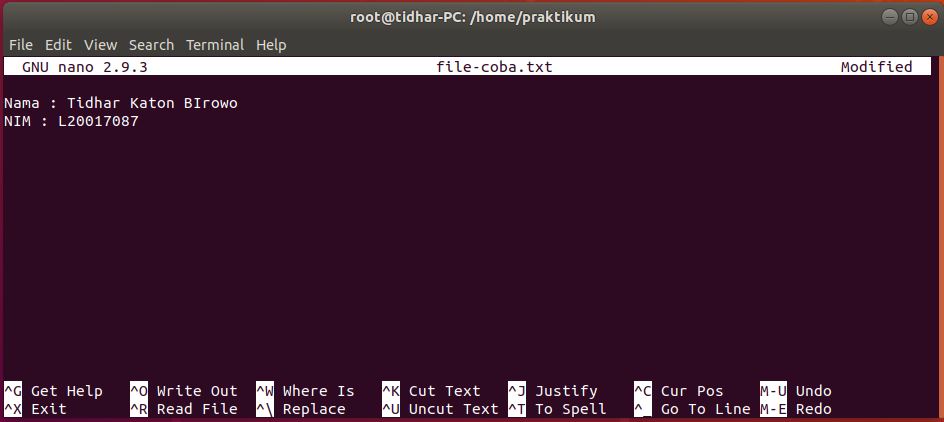 root@tidhar-PC: /home/praktikum
File Edit View Search Terminal Help
GNU nano 2.9.3 file-coba.txt Modified
Nama : Tidhar Katon BIrowo
NIM : L20017087
^G Get Help ^O Write Out ^W Where Is ^K Cut Text ^J Justify ^C Cur Pos M-U Undo
^X Exit ^R Read File ^\ Replace ^U Uncut Text ^T To Spell ^_ Go To Line M-E Redo